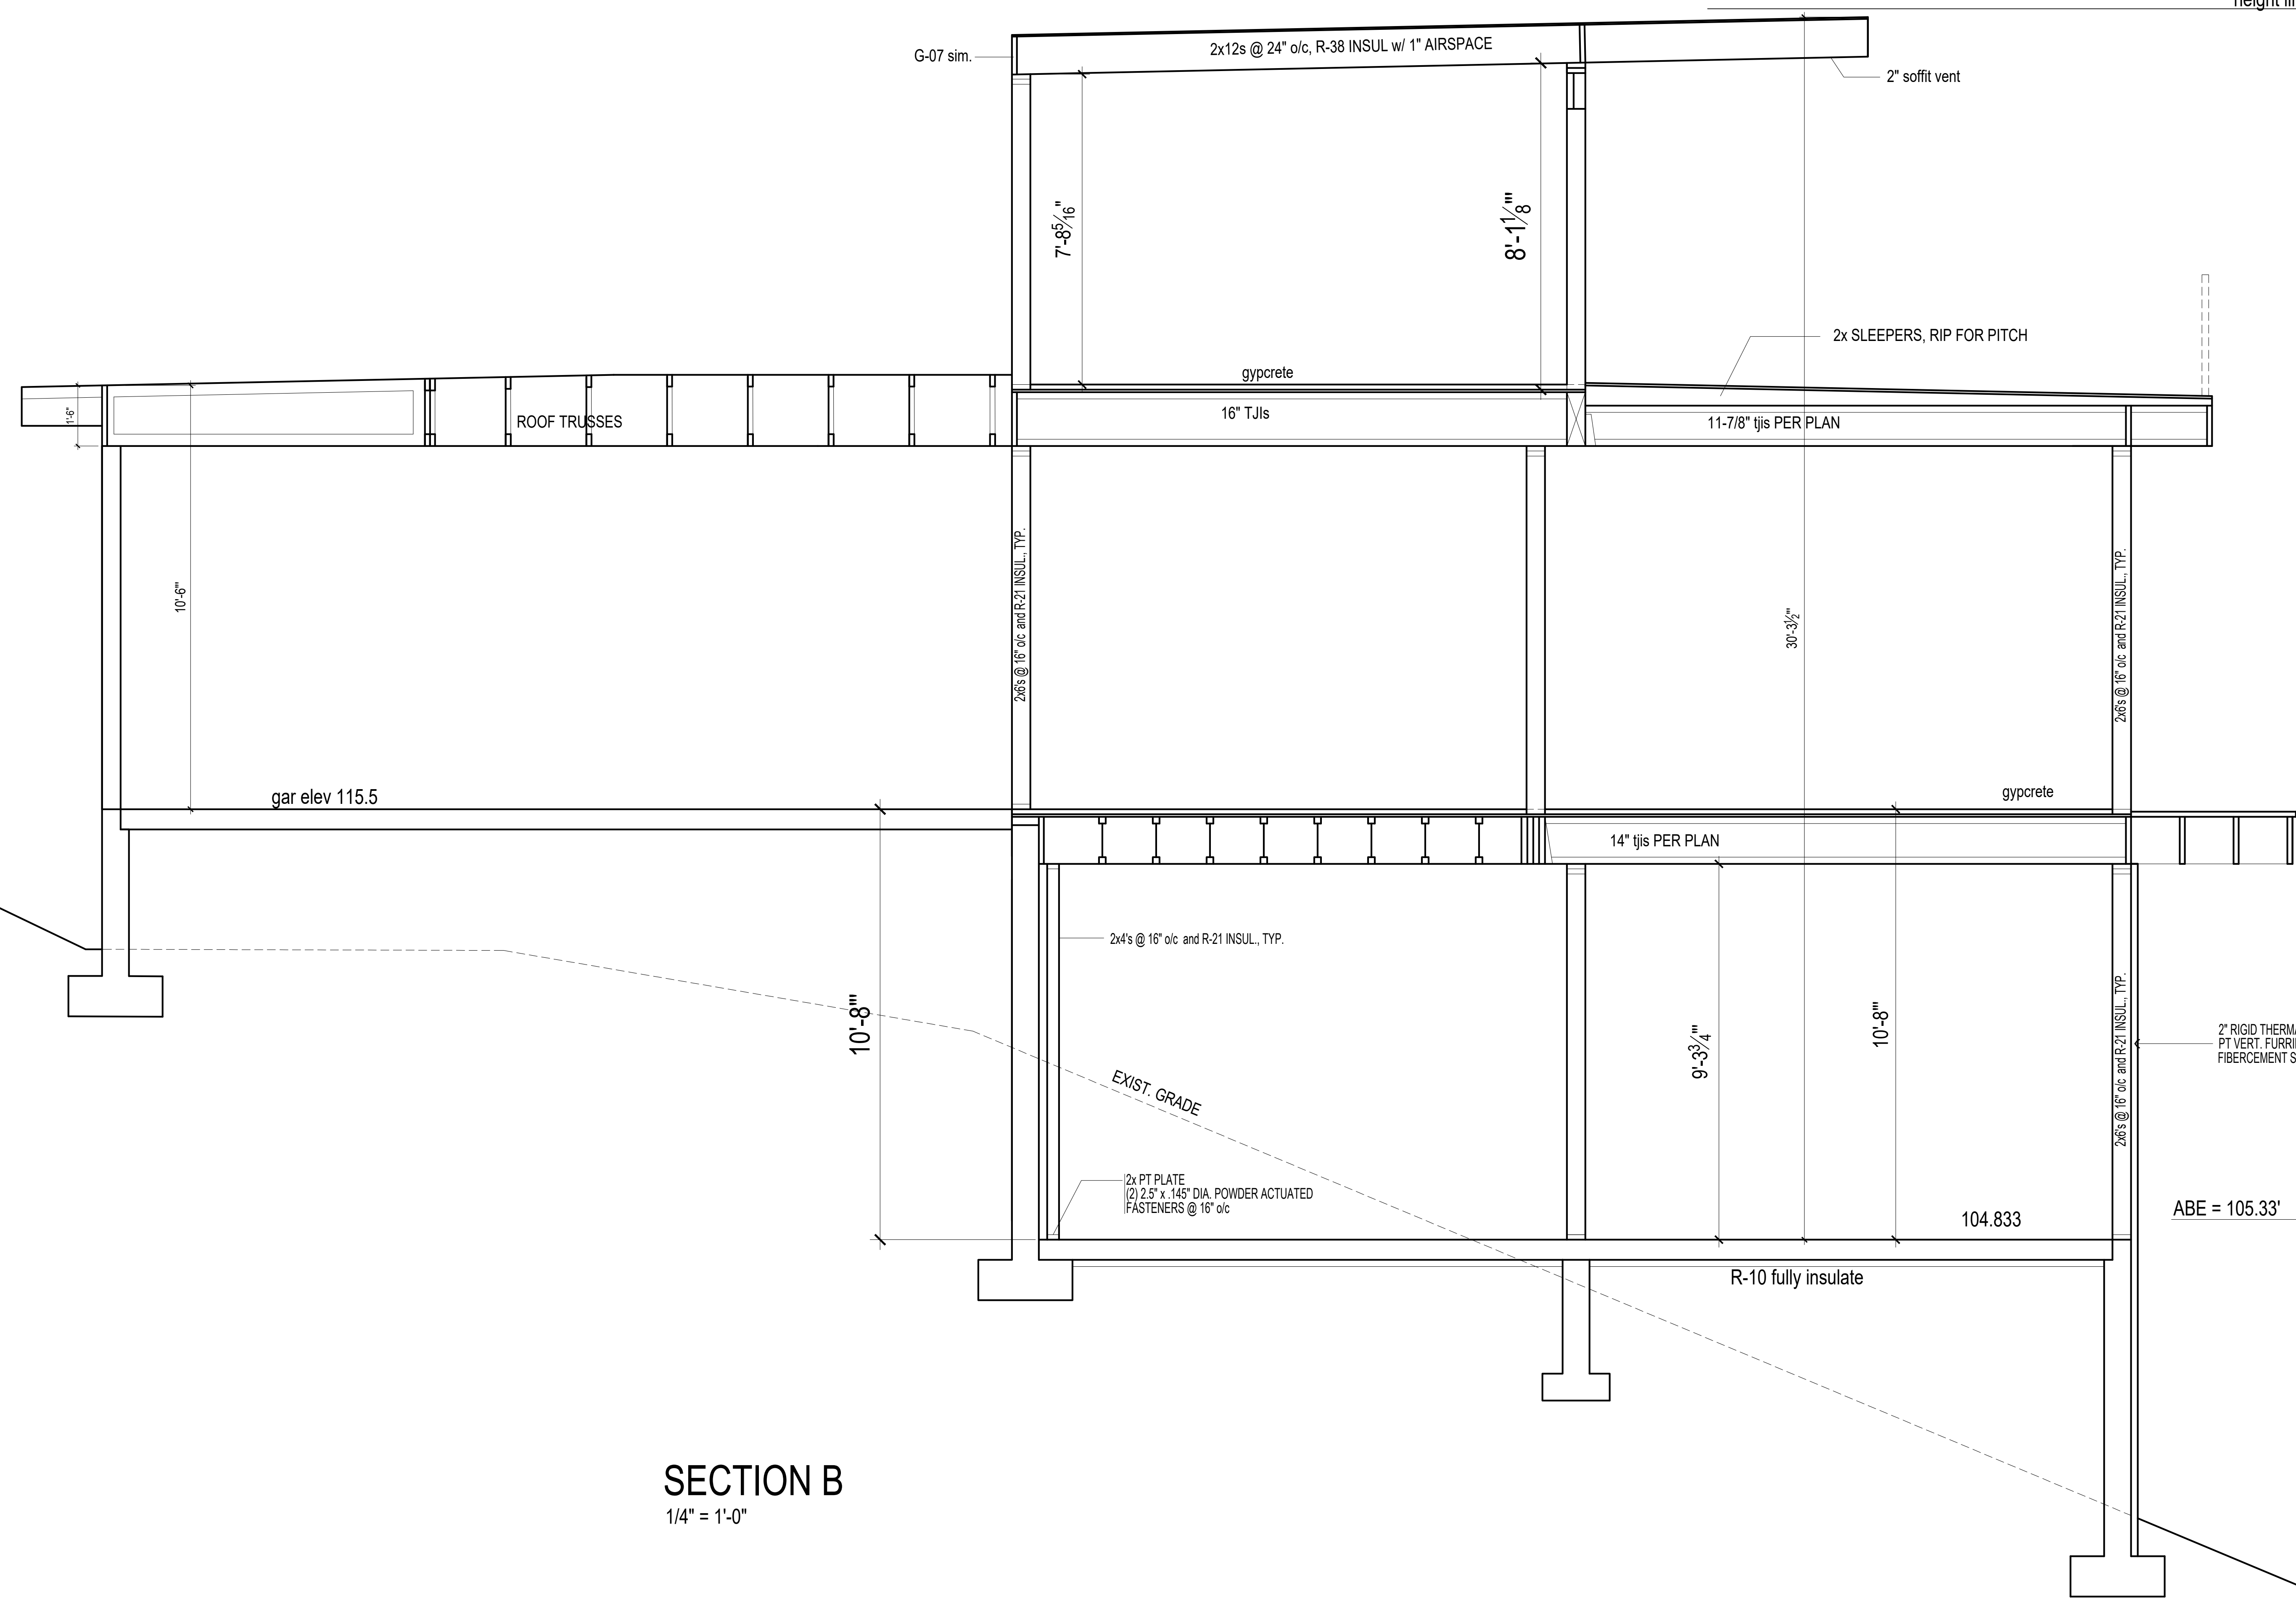 height
G-07 sim.
2x12s @ 24" o/c, R-38 INSUL w/ 1" AIRSPACE
2" soffit vent
7'-8 5/16"
8'-1 1/8"'
2x SLEEPERS, RIP FOR PITCH
gypcrete
1'-6"
ROOF TRUSSES
16" TJIs
11-7/8" tjis PER PLAN
10'-6"'
2x6's @ 16" o/c and R-21 INSUL., TYP.
30'-3 1/2"'
2x6's @ 16" o/c and R-21 INSUL., TYP.
gar elev 115.5
gypcrete
14" tjis PER PLAN
2x4's @ 16" o/c and R-21 INSUL., TYP.
10'-8"'
EXIST. GRADE
9'-3 3/4"'
10'-8"'
2x6's @ 16" o/c and R-21 INSUL., TYP.
2" RIGID THERMA
PT VERT. FURRI
FIBERCEMENT S
2x PT PLATE
(2) 2.5" x .145" DIA. POWDER ACTUATED
FASTENERS @ 16" o/c
104.833
ABE = 105.33'
R-10 fully insulate
SECTION B
1/4" = 1'-0"